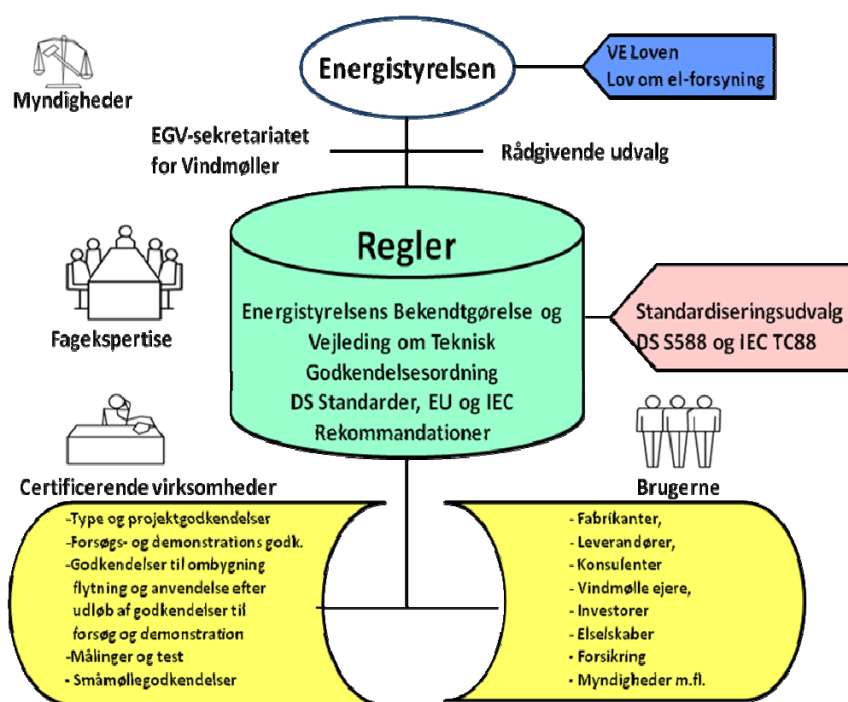 Energistyrelsen
VE Loven
Lov om el-forsyning
Myndigheder
EGV-sekretariatet
for Vindmøller
Rådgivende udvalg
Regler
Energistyrelsens Bekendtgørelse og
Vejleding om Teknisk
Godkendelsesordning
DS Standarder, EU og IEC
Rekommandationer
Fagekspertise
Standardiseringsudvalg
DS S588 og IEC TC88
Certificerende virksomheder
-Type og projektgodkendelser
-Forsøgs- og demonstrations godk.
-Godkendelser til ombygning
flytning og anvendelse efter
udløb af godkendelser til
forsøg og demonstration
-Målinger og test
- Småmøllegodkendelser
Brugerne
- Fabrikanter,
- Leverandører,
- Konsulenter
- Vindmølle ejere,
- Investorer
- Elselskaber
- Forsikring
- Myndigheder m.fl.